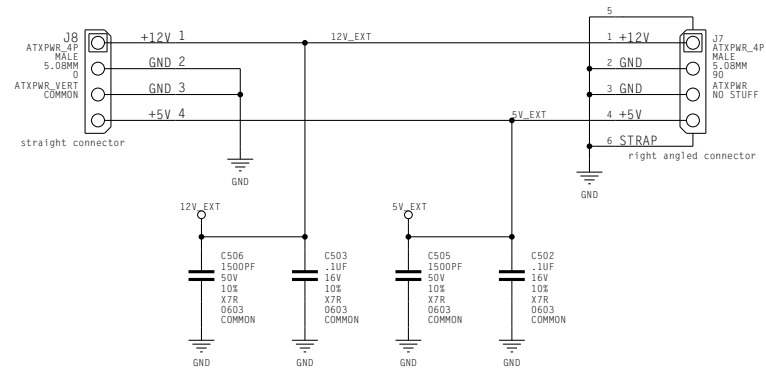 J8
ATXPWR_4P
MALE
5.08MM
0
ATXPWR_VERT
COMMON
+12V 1
GND 2
GND 3
+5V 4
straight connector
GND
12V_EXT
5V_EXT
5
1 +12V
2 GND
3 GND
4 +5V
6 STRAP
J7
ATXPWR_4P
MALE
5.08MM
90
ATXPWR
NO STUFF
right angled connector
GND
12V_EXT
C506
1500PF
50V
10%
X7R
0603
COMMON
GND
C503
.1UF
16V
10%
X7R
0603
COMMON
GND
5V_EXT
C505
1500PF
50V
10%
X7R
0603
COMMON
GND
C502
.1UF
16V
10%
X7R
0603
COMMON
GND